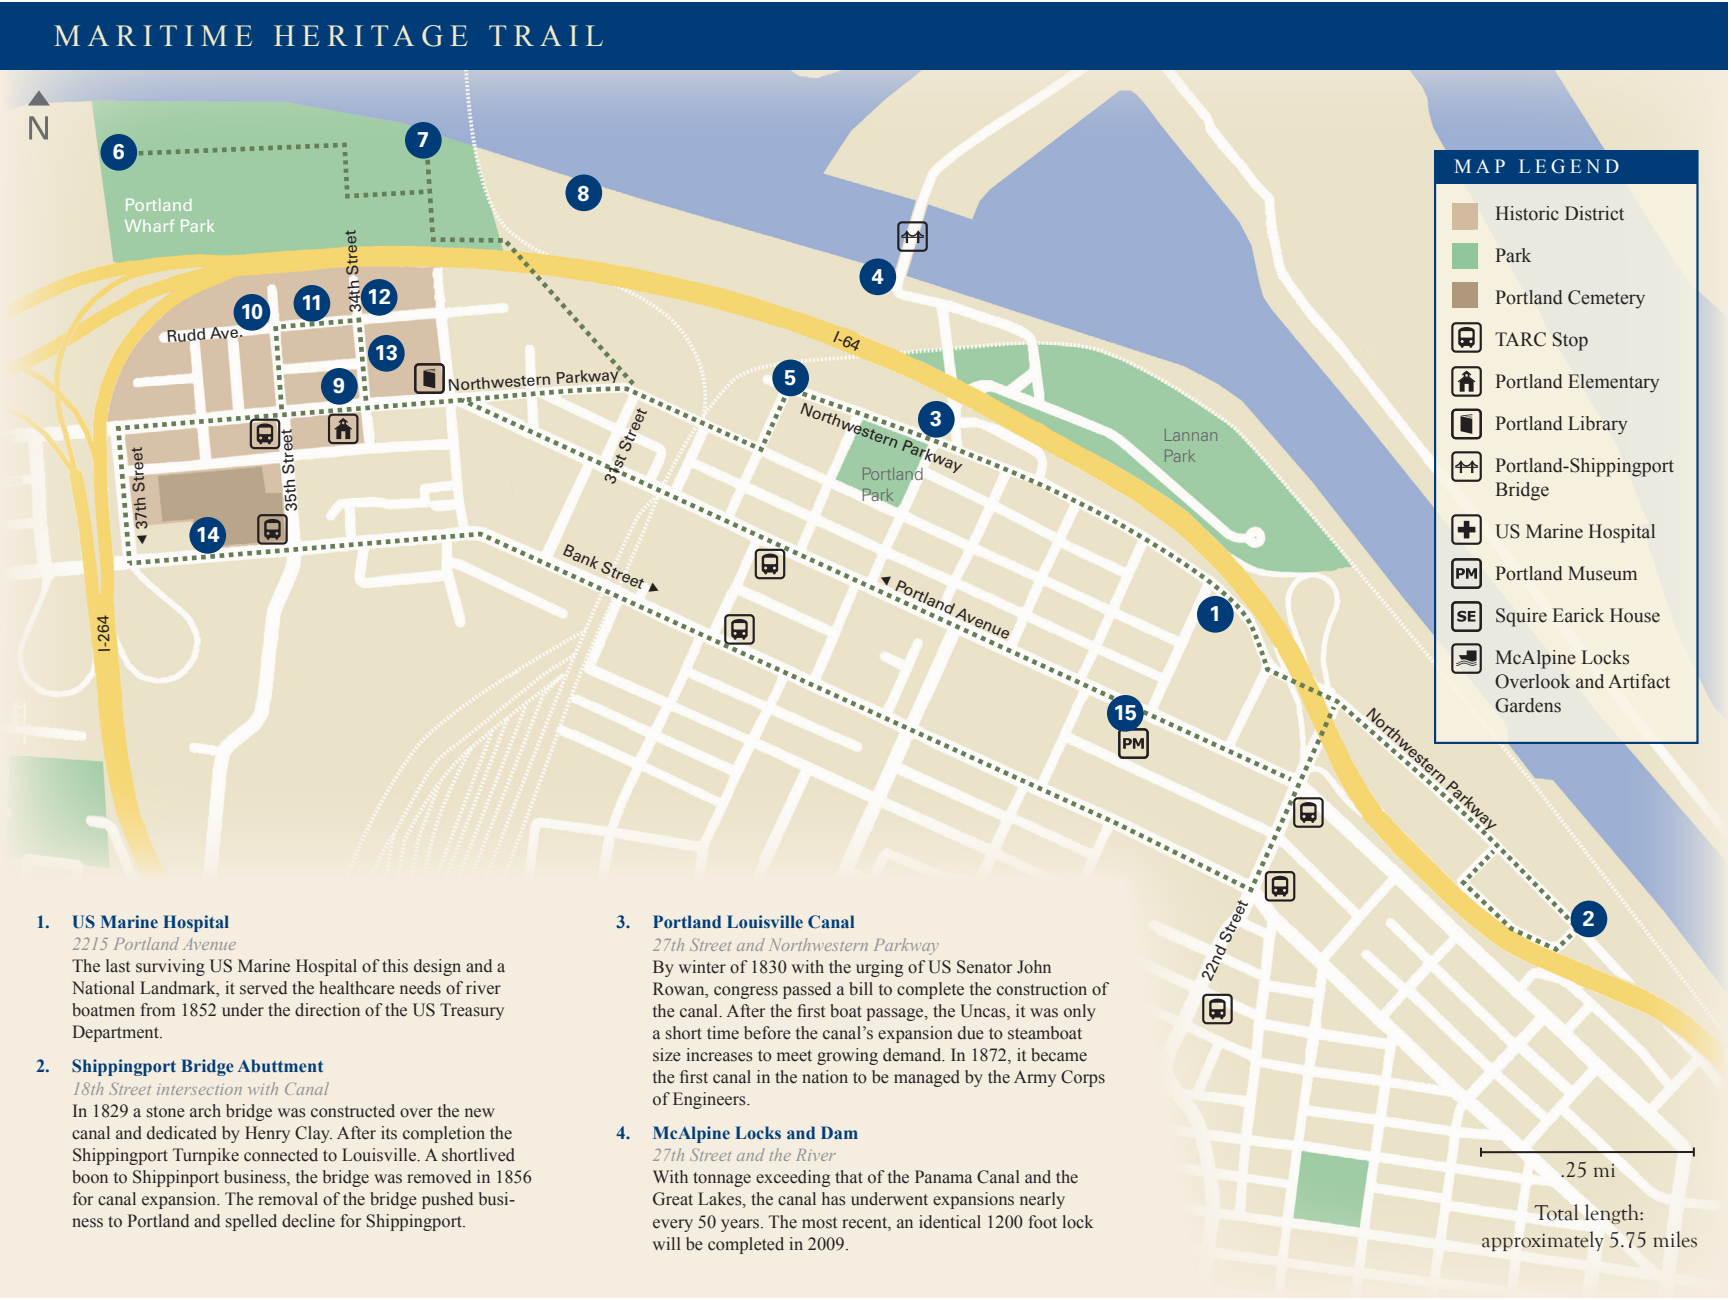 MARITIME HERITAGE TRAIL
N
6
7
8
4
Portland
Wharf Park
34th Street
10
11
12
Rudd Ave.
13
9
Northwestern Parkway
I-64
5
3
Northwestern Parkway
Portland
Park
Lannan
Park
31st Street
37th Street
35th Street
14
Bank Street
Portland Avenue
1
I-264
15
PM
Northwestern Parkway
2
22nd Street
MAP LEGEND
Historic District
Park
Portland Cemetery
TARC Stop
Portland Elementary
Portland Library
Portland-Shippingport
Bridge
US Marine Hospital
PM Portland Museum
SE Squire Earick House
McAlpine Locks
Overlook and Artifact
Gardens
1. US Marine Hospital
2215 Portland Avenue
The last surviving US Marine Hospital of this design and a
National Landmark, it served the healthcare needs of river
boatmen from 1852 under the direction of the US Treasury
Department.
2. Shippingport Bridge Abuttment
18th Street intersection with Canal
In 1829 a stone arch bridge was constructed over the new
canal and dedicated by Henry Clay. After its completion the
Shippingport Turnpike connected to Louisville. A shortlived
boon to Shippinport business, the bridge was removed in 1856
for canal expansion. The removal of the bridge pushed busi-
ness to Portland and spelled decline for Shippingport.
3. Portland Louisville Canal
27th Street and Northwestern Parkway
By winter of 1830 with the urging of US Senator John
Rowan, congress passed a bill to complete the construction of
the canal. After the first boat passage, the Uncas, it was only
a short time before the canal's expansion due to steamboat
size increases to meet growing demand. In 1872, it became
the first canal in the nation to be managed by the Army Corps
of Engineers.
4. McAlpine Locks and Dam
27th Street and the River
With tonnage exceeding that of the Panama Canal and the
Great Lakes, the canal has underwent expansions nearly
every 50 years. The most recent, an identical 1200 foot lock
will be completed in 2009.
.25 mi
Total length:
approximately 5.75 miles